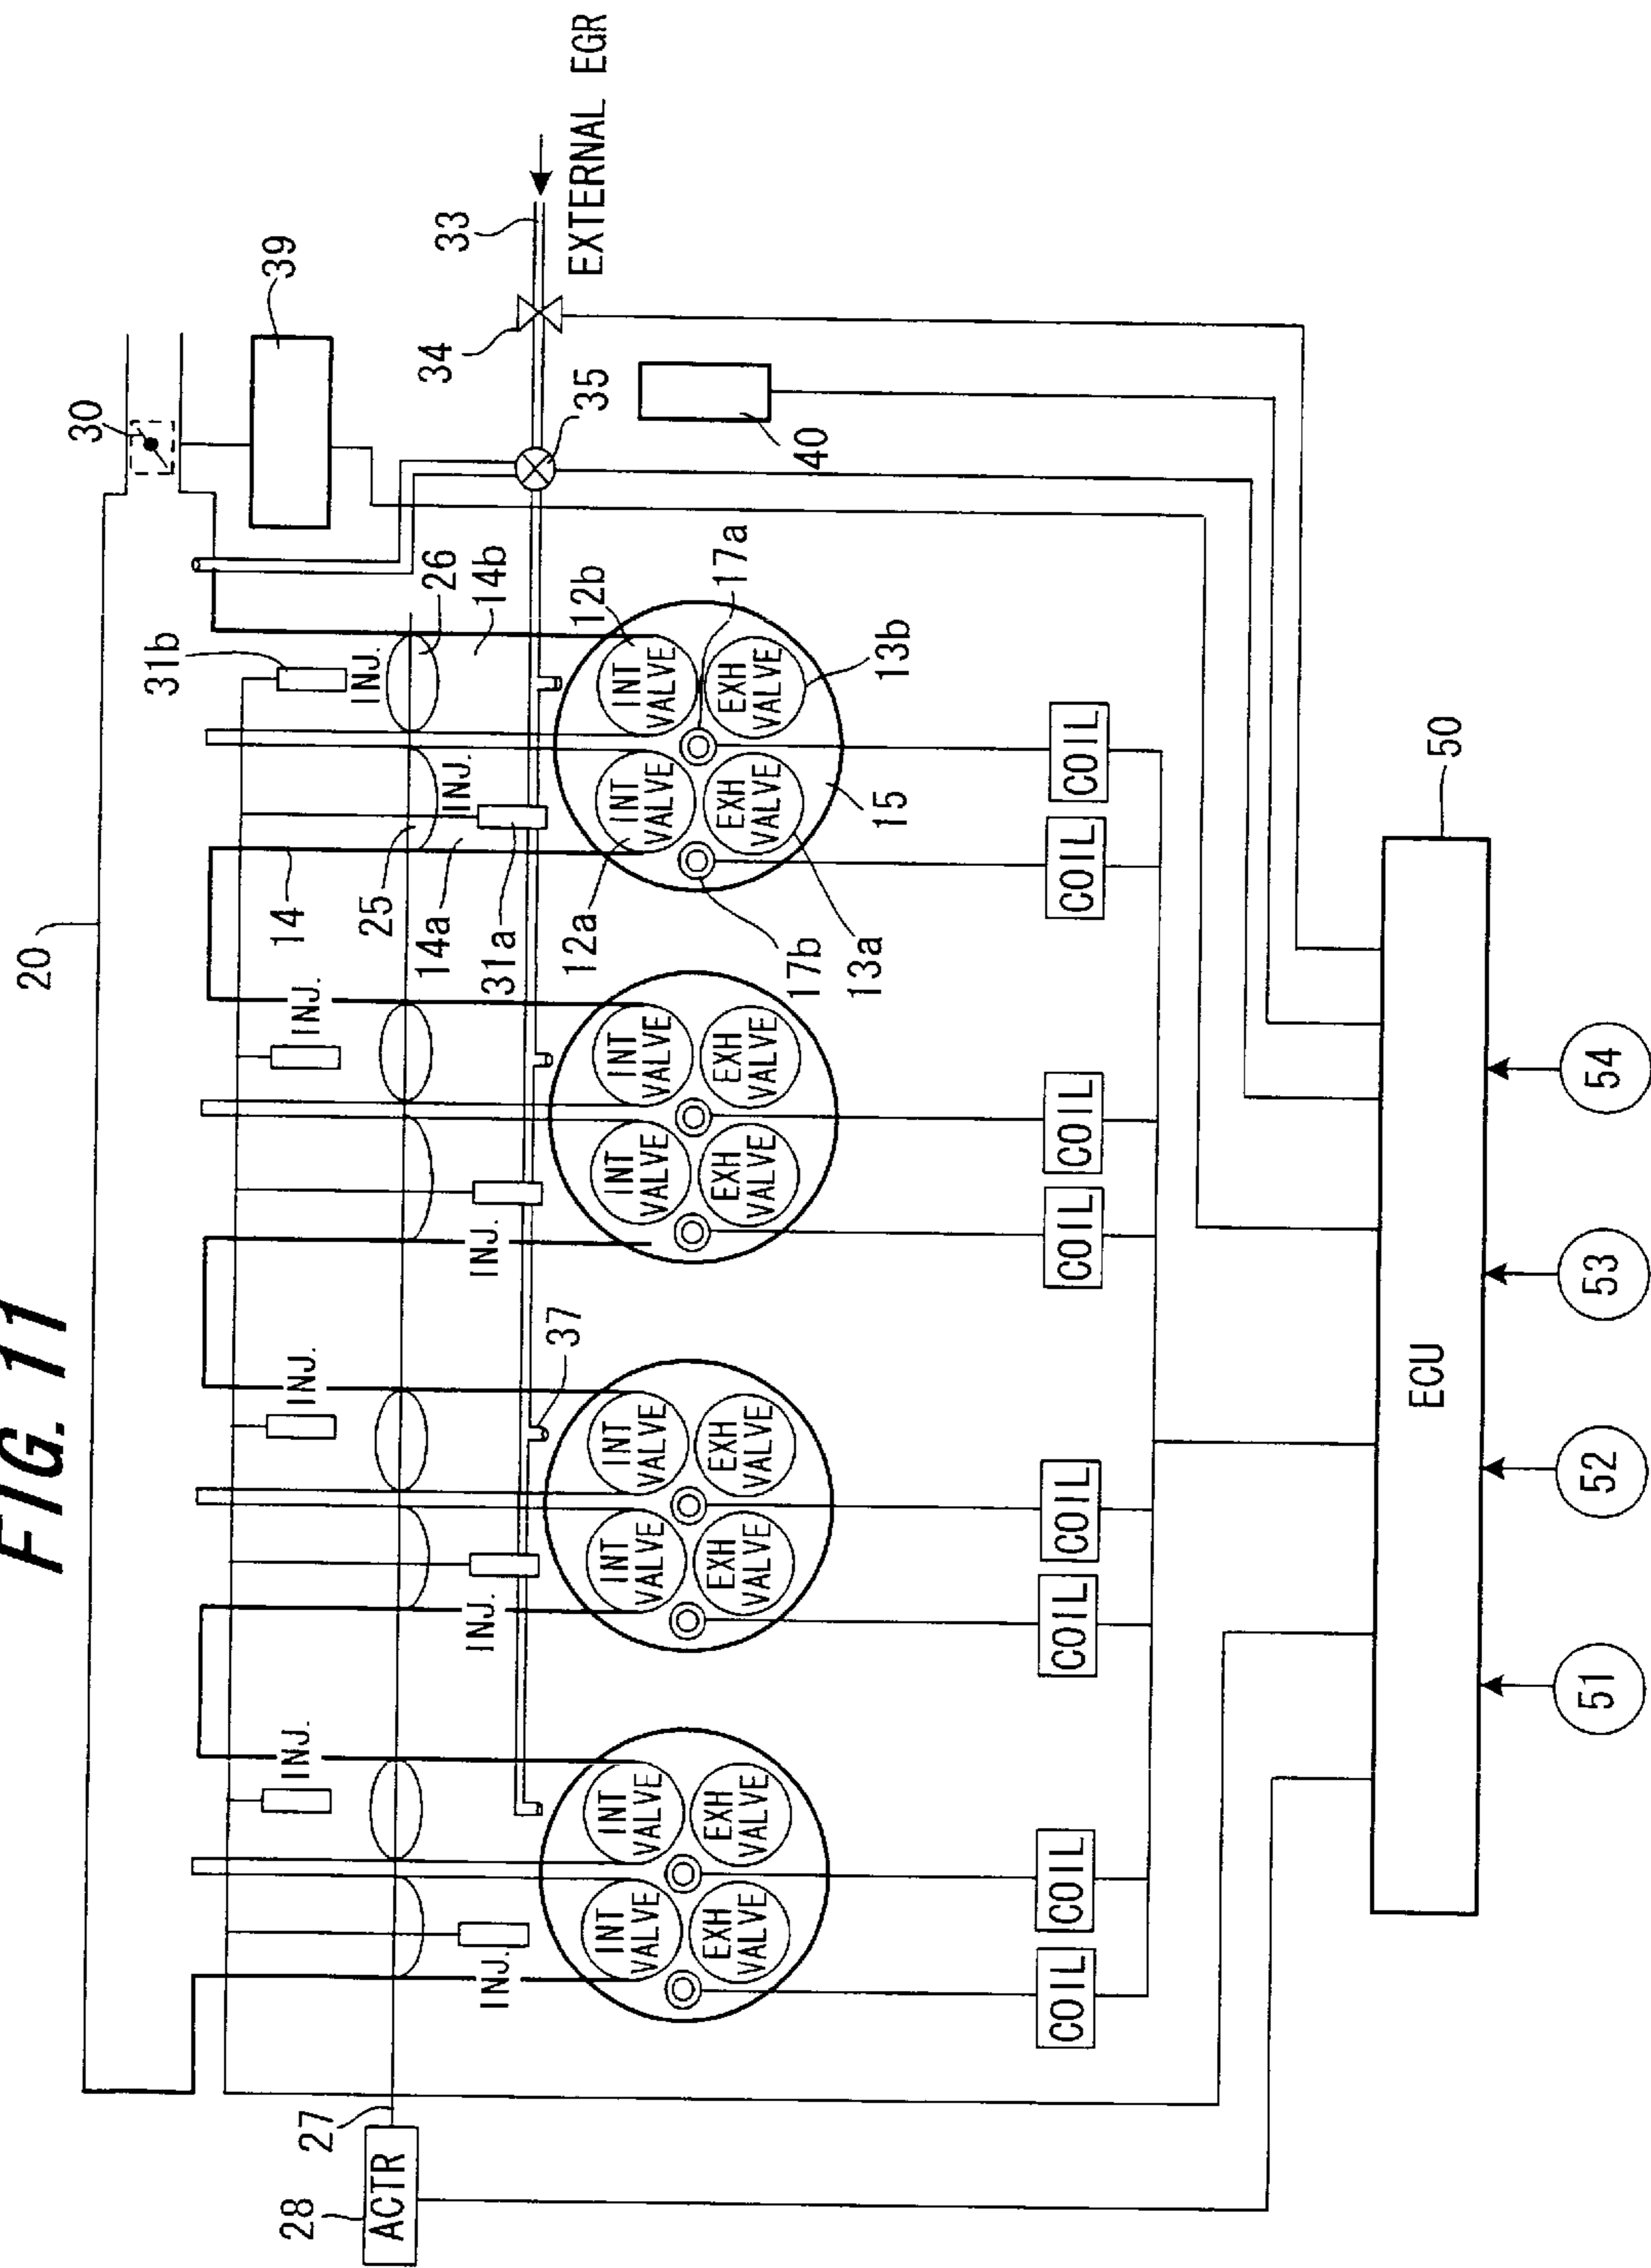 FIG. 11
20
30
39
31b
INJ.
26
14b
33
EXTERNAL EGR
34
35
40
14
25
14a
INJ.
31a
12a
12b
17a
INT VALVE
INT VALVE
EXH VALVE
EXH VALVE
13b
15
17b
13a
COIL
COIL
INJ.
INJ.
INT VALVE
INT VALVE
EXH VALVE
EXH VALVE
COIL
COIL
INJ.
INJ.
37
INT VALVE
INT VALVE
EXH VALVE
EXH VALVE
COIL
COIL
INJ.
INJ.
INT VALVE
INT VALVE
EXH VALVE
EXH VALVE
COIL
COIL
27
28
ACTR
50
ECU
51
52
53
54